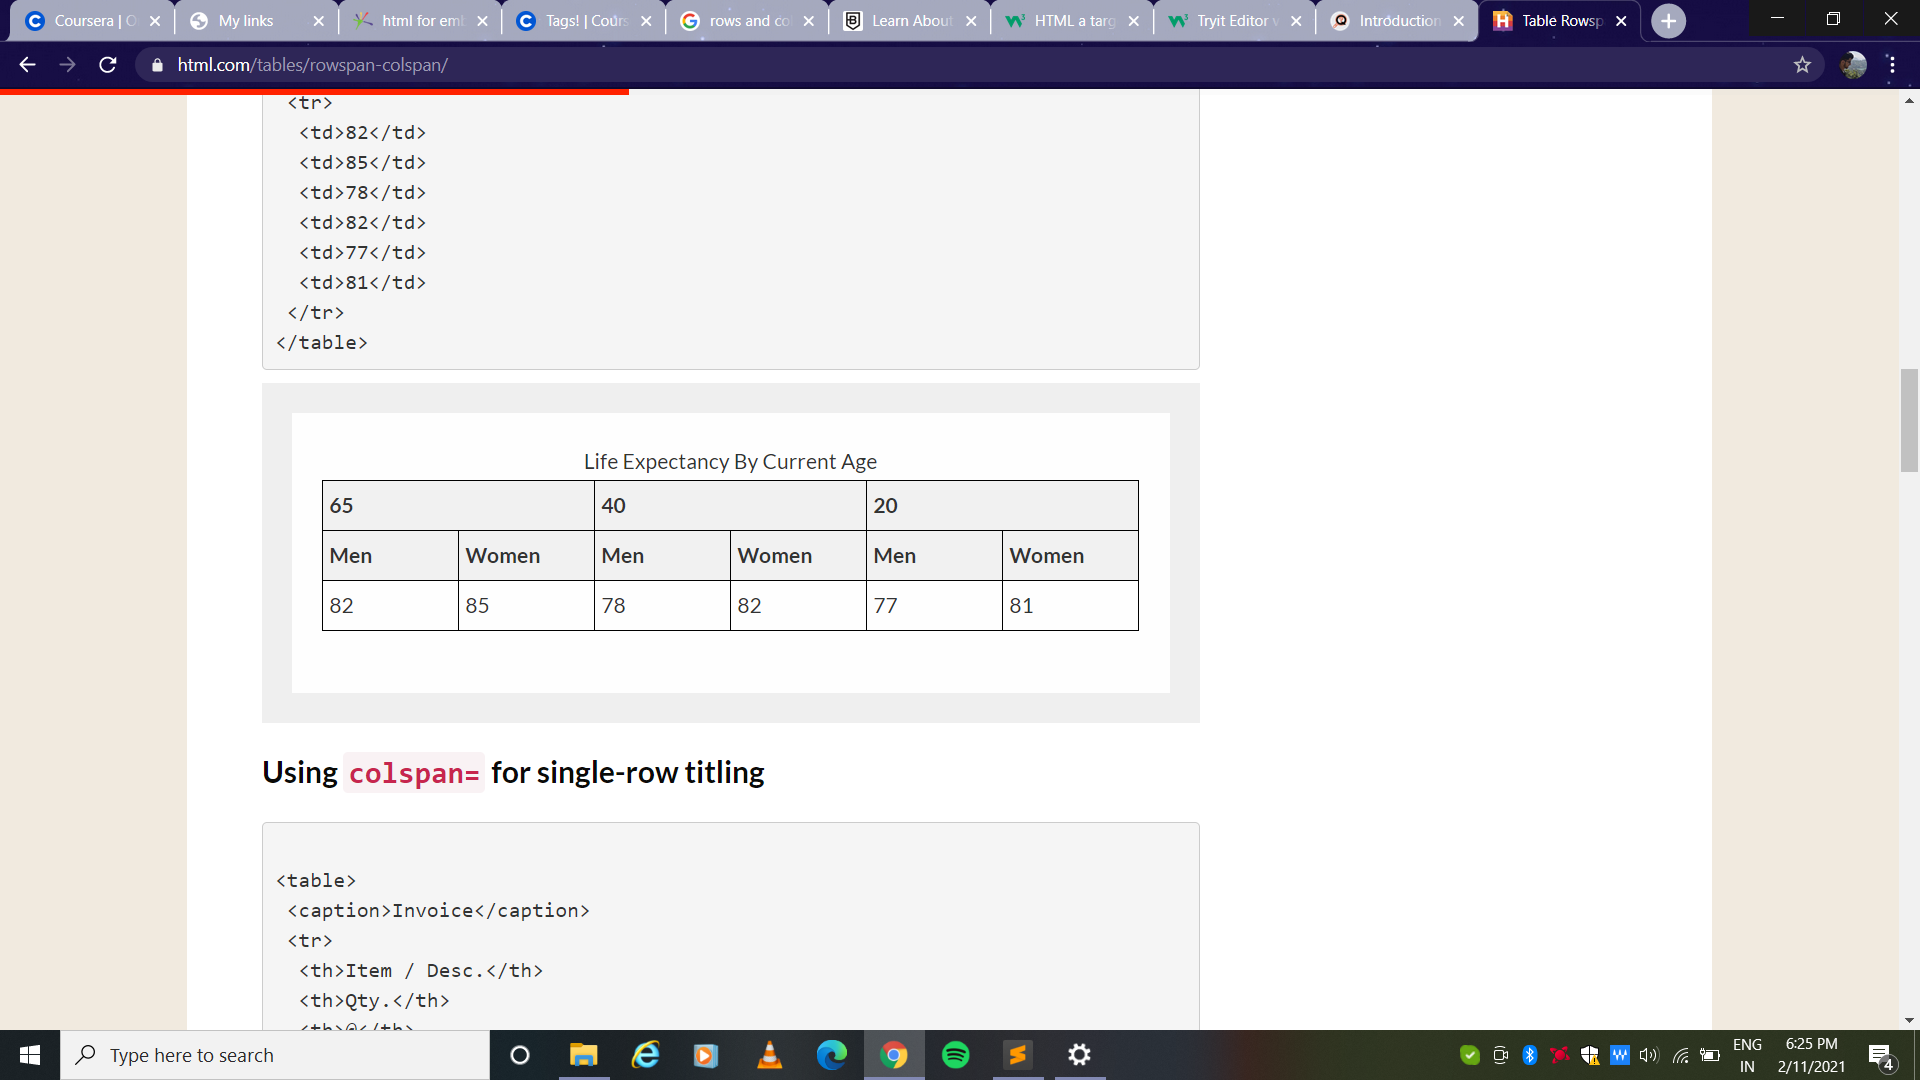 Coursera | O
My links
html for emb
Tags! | Cours
rows and co
Learn About
HTML a targ
Tryit Editor v
Introduction
Table Rowsp
html.com/tables/rowspan-colspan/
<tr>
<td>82</td>
<td>85</td>
<td>78</td>
<td>82</td>
<td>77</td>
<td>81</td>
</tr>
</table>
Life Expectancy By Current Age
65 40 20
Men Women Men Women Men Women
82 85 78 82 77 81
Using colspan= for single-row titling
<table>
<caption>Invoice</caption>
<tr>
<th>Item / Desc.</th>
<th>Qty.</th>
<th>@</th>
Type here to search
ENG
IN
6:25 PM
2/11/2021
4